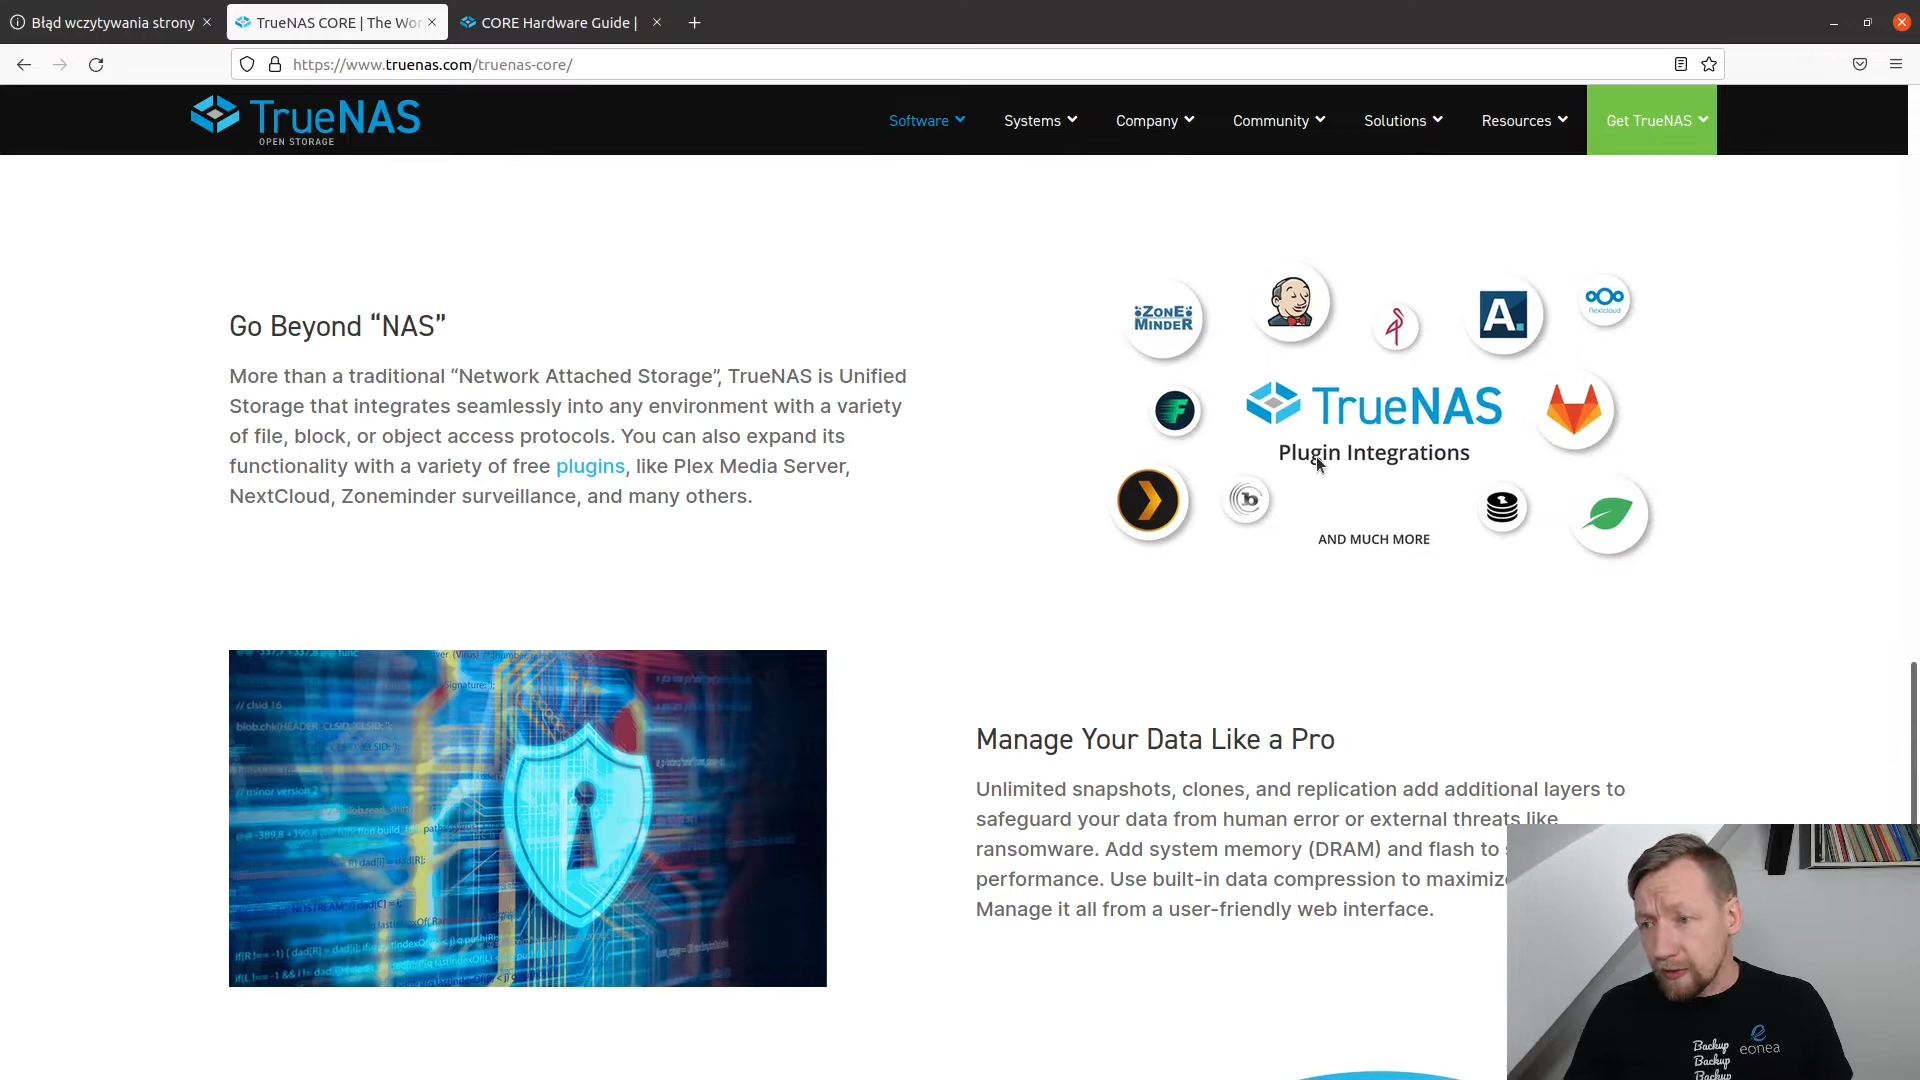 Błąd wczytywania strony
TrueNAS CORE | The Wor
CORE Hardware Guide |
https://www.truenas.com/truenas-core/
TrueNAS
OPEN STORAGE
Software
Systems
Company
Community
Solutions
Resources
Get TrueNAS
Go Beyond “NAS”
More than a traditional “Network Attached Storage”, TrueNAS is Unified
Storage that integrates seamlessly into any environment with a variety
of file, block, or object access protocols. You can also expand its
functionality with a variety of free plugins, like Plex Media Server,
NextCloud, Zoneminder surveillance, and many others.
ZONE
MINDER
A.
Nextcloud
F
TrueNAS
Plugin Integrations
b
AND MUCH MORE
// clsid 16
// minor version 2
Manage Your Data Like a Pro
Unlimited snapshots, clones, and replication add additional layers to
safeguard your data from human error or external threats like
ransomware. Add system memory (DRAM) and flash to
performance. Use built-in data compression to
Manage it all from a user-friendly web interface.
Backup
Backup
Backup
eonea